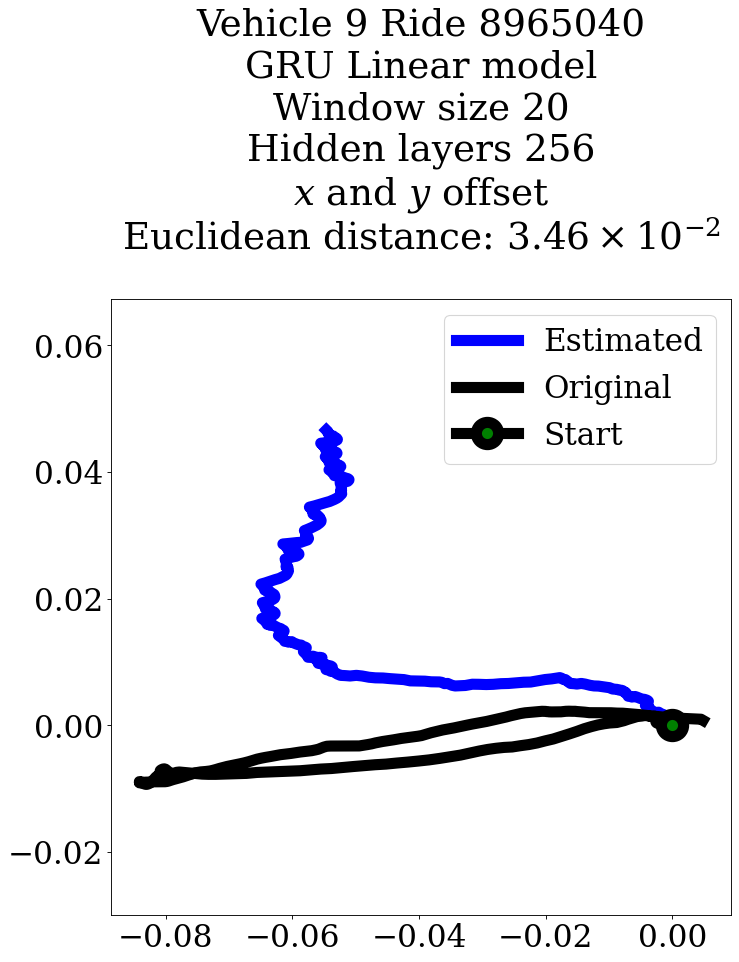 Vehicle 9 Ride 8965040
GRU Linear model
Window size 20
Hidden layers 256
x and y offset
Euclidean distance: 3.46 × 10⁻²
Estimated
Original
Start
0.06
0.04
0.02
0.00
−0.02
−0.08 −0.06 −0.04 −0.02 0.00